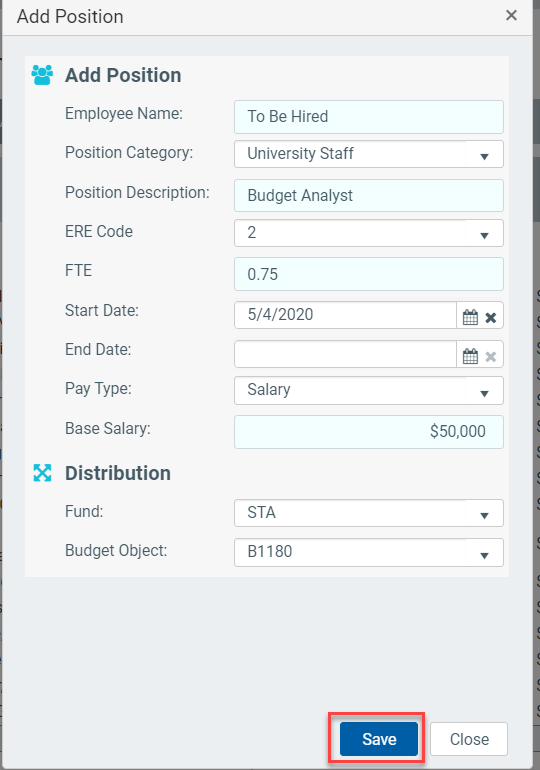 Add Position ×
Add Position
Employee Name: To Be Hired
Position Category: University Staff
Position Description: Budget Analyst
ERE Code 2
FTE 0.75
Start Date: 5/4/2020
End Date:
Pay Type: Salary
Base Salary: $50,000
Distribution
Fund: STA
Budget Object: B1180
Save Close